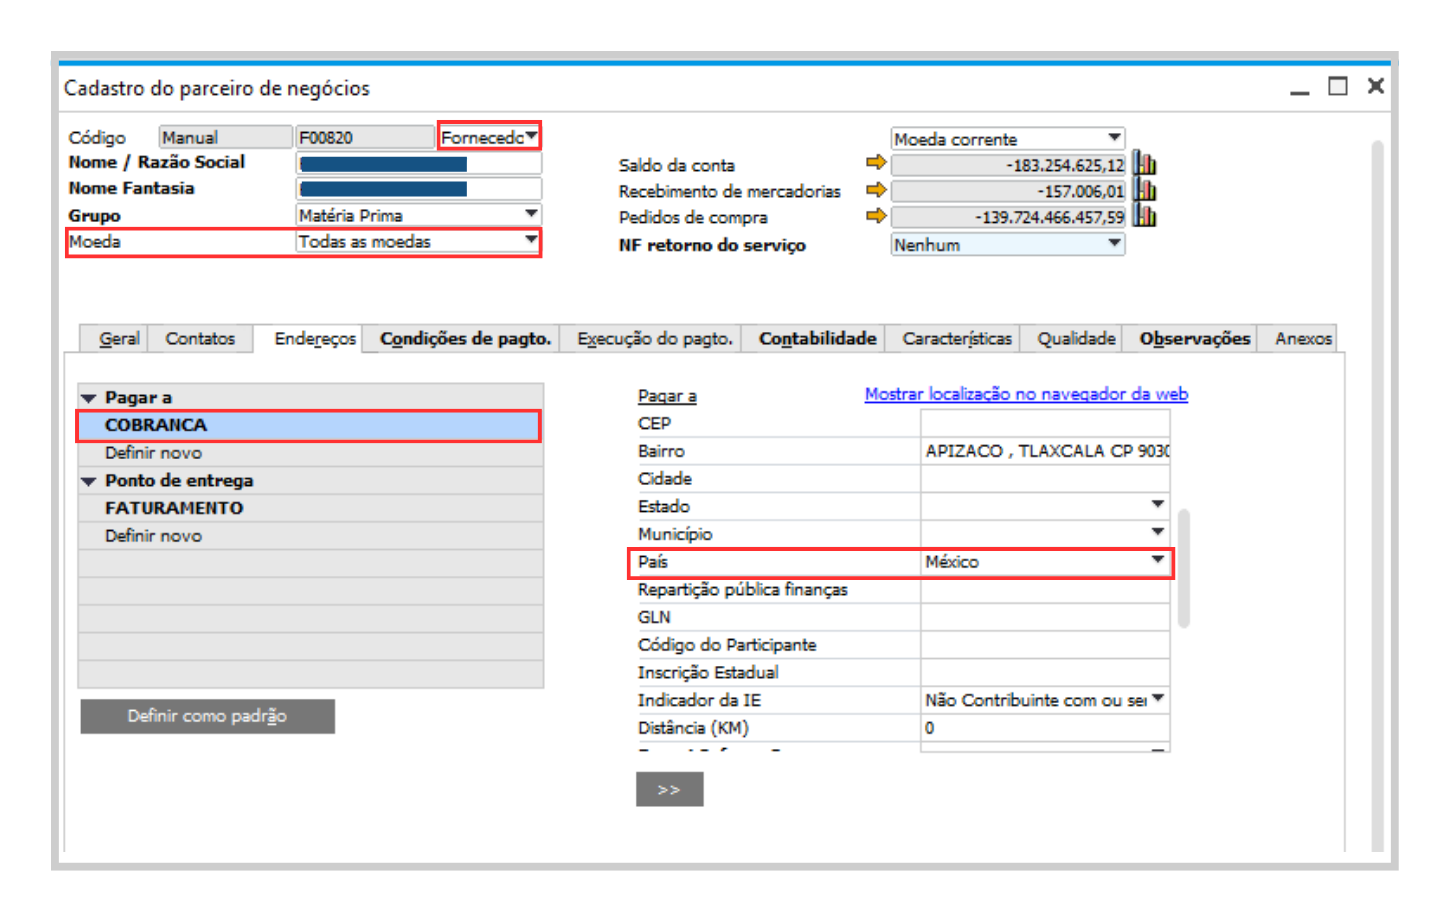 Cadastro do parceiro de negócios
Código Manual F00820 Fornecedc
Nome / Razão Social
Nome Fantasia
Grupo Matéria Prima
Moeda Todas as moedas
Moeda corrente
Saldo da conta -183.254.625,12
Recebimento de mercadorias -157.006,01
Pedidos de compra -139.724.466.457,59
NF retorno do serviço Nenhum
Geral Contatos Endereços Condições de pagto. Execução do pagto. Contabilidade Características Qualidade Observações Anexos
Pagar a
COBRANCA
Definir novo
Ponto de entrega
FATURAMENTO
Definir novo
Definir como padrão
Pagar a Mostrar localização no navegador da web
CEP
Bairro APIZACO , TLAXCALA CP 9030
Cidade
Estado
Município
País México
Repartição pública finanças
GLN
Código do Participante
Inscrição Estadual
Indicador da IE Não Contribuinte com ou sei
Distância (KM) 0
>>